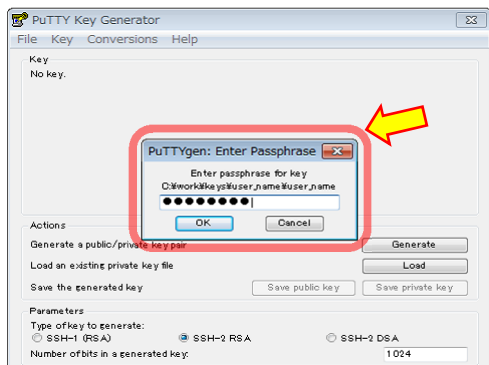 PuTTY Key Generator
File Key Conversions Help
Key
No key.
PuTTYgen: Enter Passphrase
Enter passphrase for key
C:¥work¥keys¥user_name¥user_name
●●●●●●●●
OK Cancel
Actions
Generate a public/private key pair Generate
Load an existing private key file Load
Save the generated key Save public key Save private key
Parameters
Type of key to generate:
SSH-1 (RSA) SSH-2 RSA SSH-2 DSA
Number of bits in a generated key: 1024